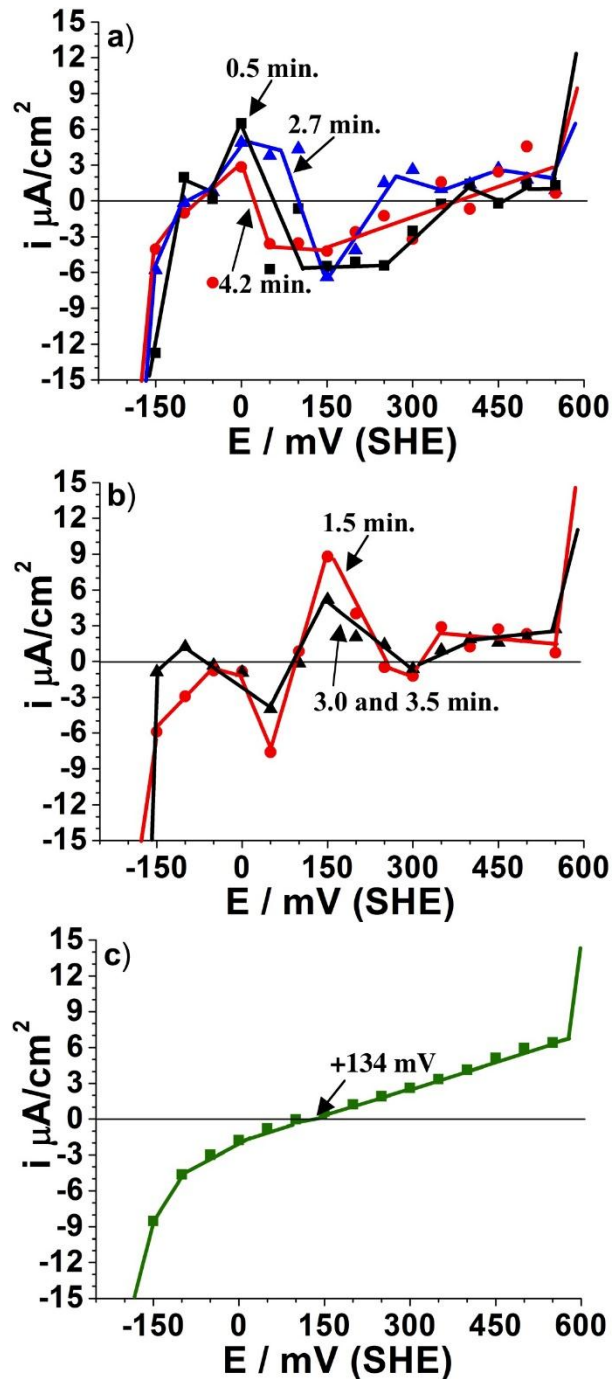 a)
0.5 min.
2.7 min.
4.2 min.
15
12
9
6
3
0
-3
-6
-9
-12
-15
i µA/cm²
-150 0 150 300 450 600
E / mV (SHE)
b)
1.5 min.
3.0 and 3.5 min.
15
12
9
6
3
0
-3
-6
-9
-12
-15
i µA/cm²
-150 0 150 300 450 600
E / mV (SHE)
c)
+134 mV
15
12
9
6
3
0
-3
-6
-9
-12
-15
i µA/cm²
-150 0 150 300 450 600
E / mV (SHE)